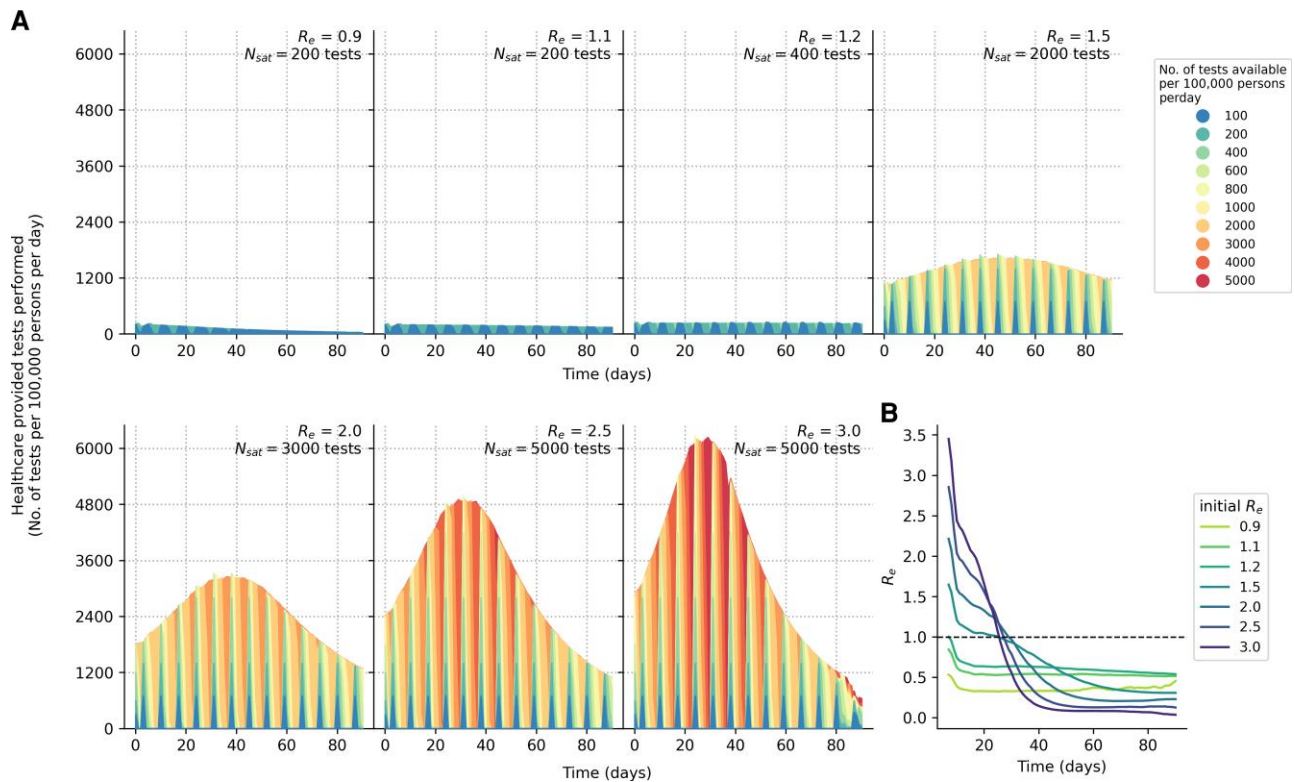 A
Healthcare provided tests performed
(No. of tests per 100,000 persons per day)
R_e = 0.9
N_sat = 200 tests
R_e = 1.1
N_sat = 200 tests
R_e = 1.2
N_sat = 400 tests
R_e = 1.5
N_sat = 2000 tests
6000
4800
3600
2400
1200
0
0 20 40 60 80
0 20 40 60 80
0 20 40 60 80
0 20 40 60 80
Time (days)
No. of tests available
per 100,000 persons
perday
100
200
400
600
800
1000
2000
3000
4000
5000
R_e = 2.0
N_sat = 3000 tests
R_e = 2.5
N_sat = 5000 tests
R_e = 3.0
N_sat = 5000 tests
6000
4800
3600
2400
1200
0
0 20 40 60 80
0 20 40 60 80
0 20 40 60 80
Time (days)
B
R_e
3.5
3.0
2.5
2.0
1.5
1.0
0.5
0.0
20 40 60 80
Time (days)
initial R_e
0.9
1.1
1.2
1.5
2.0
2.5
3.0